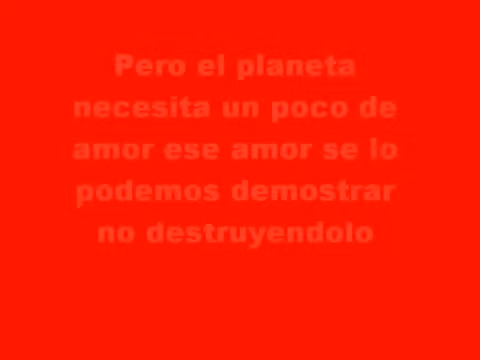 Pero el planeta
necesita un poco de
amor ese amor se lo
podemos demostrar
no destruyendolo